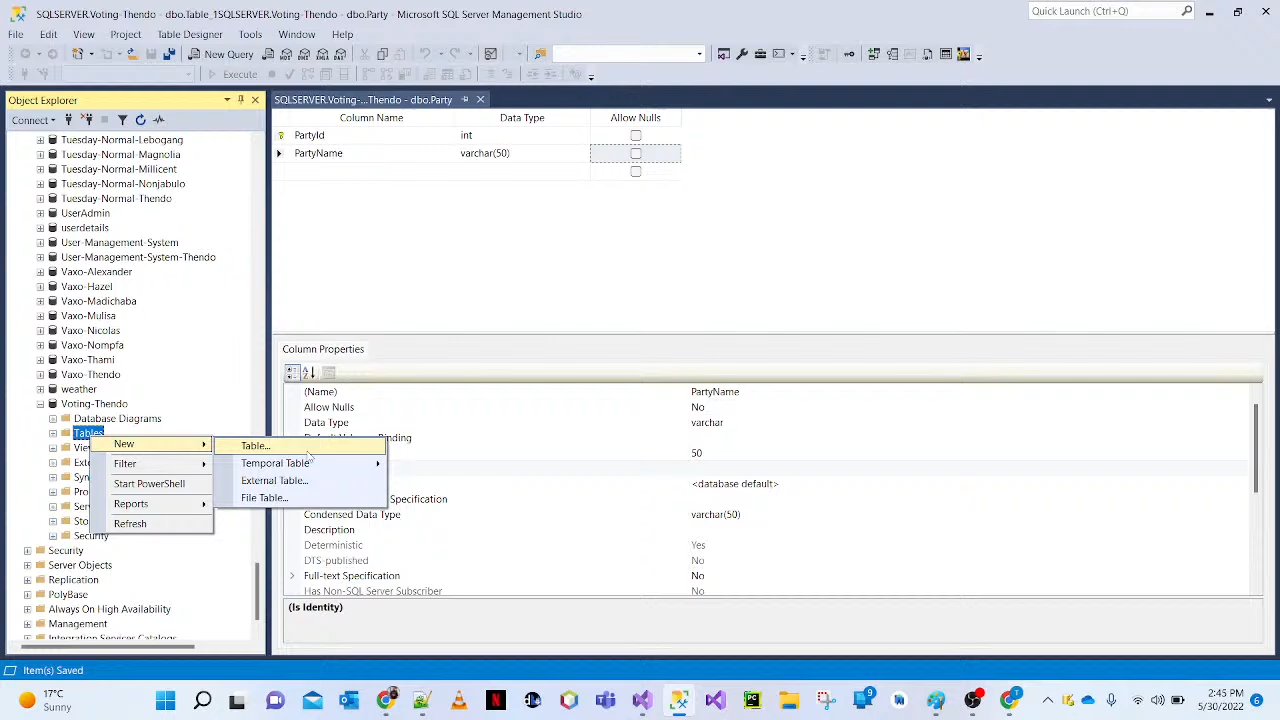 SQLSERVER.Voting-Thendo - dbo.Table_1SQLSERVER.Voting-Thendo - dbo.Party - Microsoft SQL Server Management Studio
Quick Launch (Ctrl+Q)
File Edit View Project Table Designer Tools Window Help
New Query
Execute
Object Explorer
SQLSERVER.Voting-...Thendo - dbo.Party
Connect
Column Name Data Type Allow Nulls
PartyId int
PartyName varchar(50)
Tuesday-Normal-Lebogang
Tuesday-Normal-Magnolia
Tuesday-Normal-Millicent
Tuesday-Normal-Nonjabulo
Tuesday-Normal-Thendo
UserAdmin
userdetails
User-Management-System
User-Management-System-Thendo
Vaxo-Alexander
Vaxo-Hazel
Vaxo-Madichaba
Vaxo-Mulisa
Vaxo-Nicolas
Vaxo-Nompfa
Vaxo-Thami
Vaxo-Thendo
weather
Voting-Thendo
Database Diagrams
Tables
Security
Security
Server Objects
Replication
PolyBase
Always On High Availability
Management
Integration Services Catalogs
New
Filter
Start PowerShell
Reports
Refresh
Table...
Temporal Table
External Table...
File Table...
Column Properties
(Name) PartyName
Allow Nulls No
Data Type varchar
Binding
50
<database default>
Specification
Condensed Data Type varchar(50)
Description
Deterministic Yes
DTS-published No
Full-text Specification No
Has Non-SQL Server Subscriber No
(Is Identity)
Item(s) Saved
17°C
Sunny
9
2:45 PM
5/30/2022
6